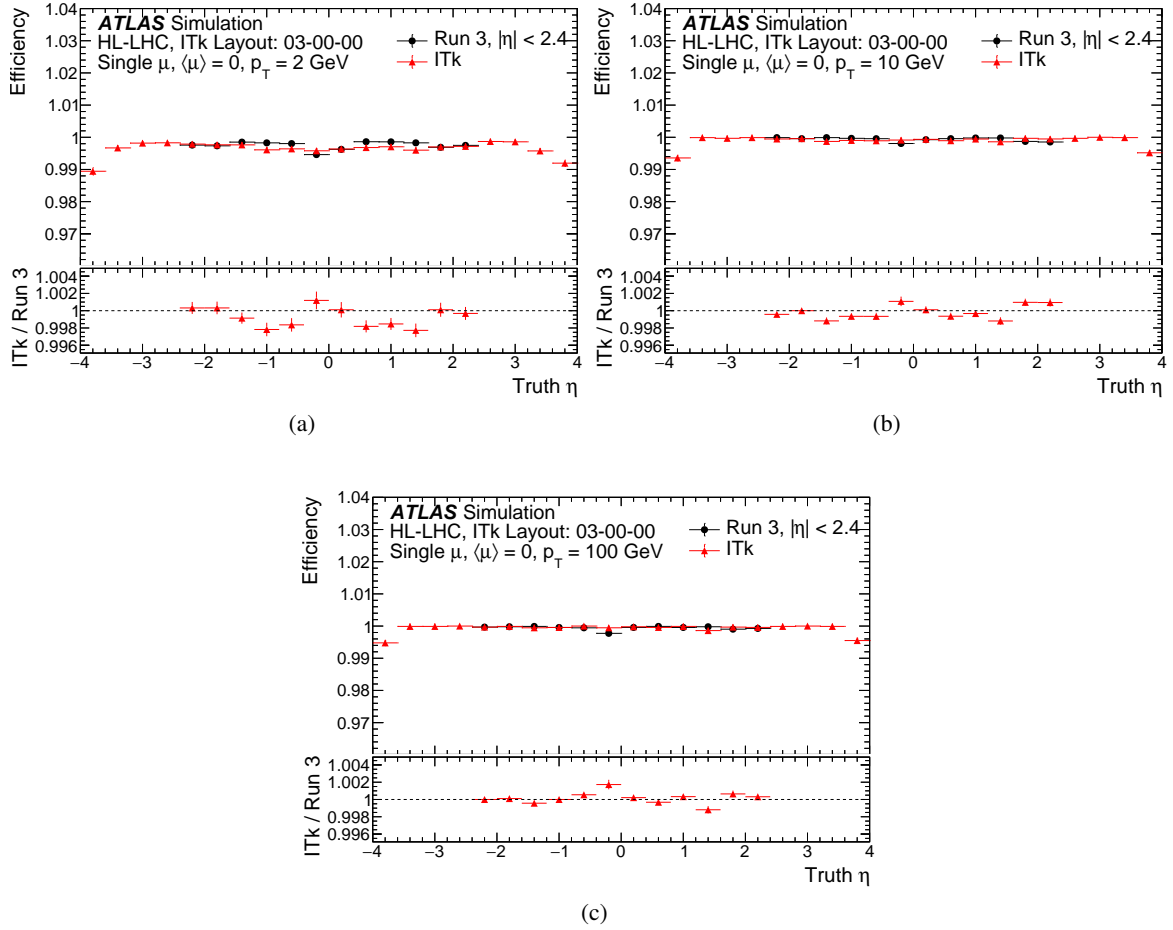 ATLAS Simulation
HL-LHC, ITk Layout: 03-00-00
Single μ, ⟨μ⟩ = 0, p_T = 2 GeV
Run 3, |η| < 2.4
ITk
Efficiency
1.04
1.03
1.02
1.01
1
0.99
0.98
0.97
ITk / Run 3
1.004
1.002
1
0.998
0.996
−4 −3 −2 −1 0 1 2 3 4
Truth η
(a)
ATLAS Simulation
HL-LHC, ITk Layout: 03-00-00
Single μ, ⟨μ⟩ = 0, p_T = 10 GeV
Run 3, |η| < 2.4
ITk
Efficiency
1.04
1.03
1.02
1.01
1
0.99
0.98
0.97
ITk / Run 3
1.004
1.002
1
0.998
0.996
−4 −3 −2 −1 0 1 2 3 4
Truth η
(b)
ATLAS Simulation
HL-LHC, ITk Layout: 03-00-00
Single μ, ⟨μ⟩ = 0, p_T = 100 GeV
Run 3, |η| < 2.4
ITk
Efficiency
1.04
1.03
1.02
1.01
1
0.99
0.98
0.97
ITk / Run 3
1.004
1.002
1
0.998
0.996
−4 −3 −2 −1 0 1 2 3 4
Truth η
(c)